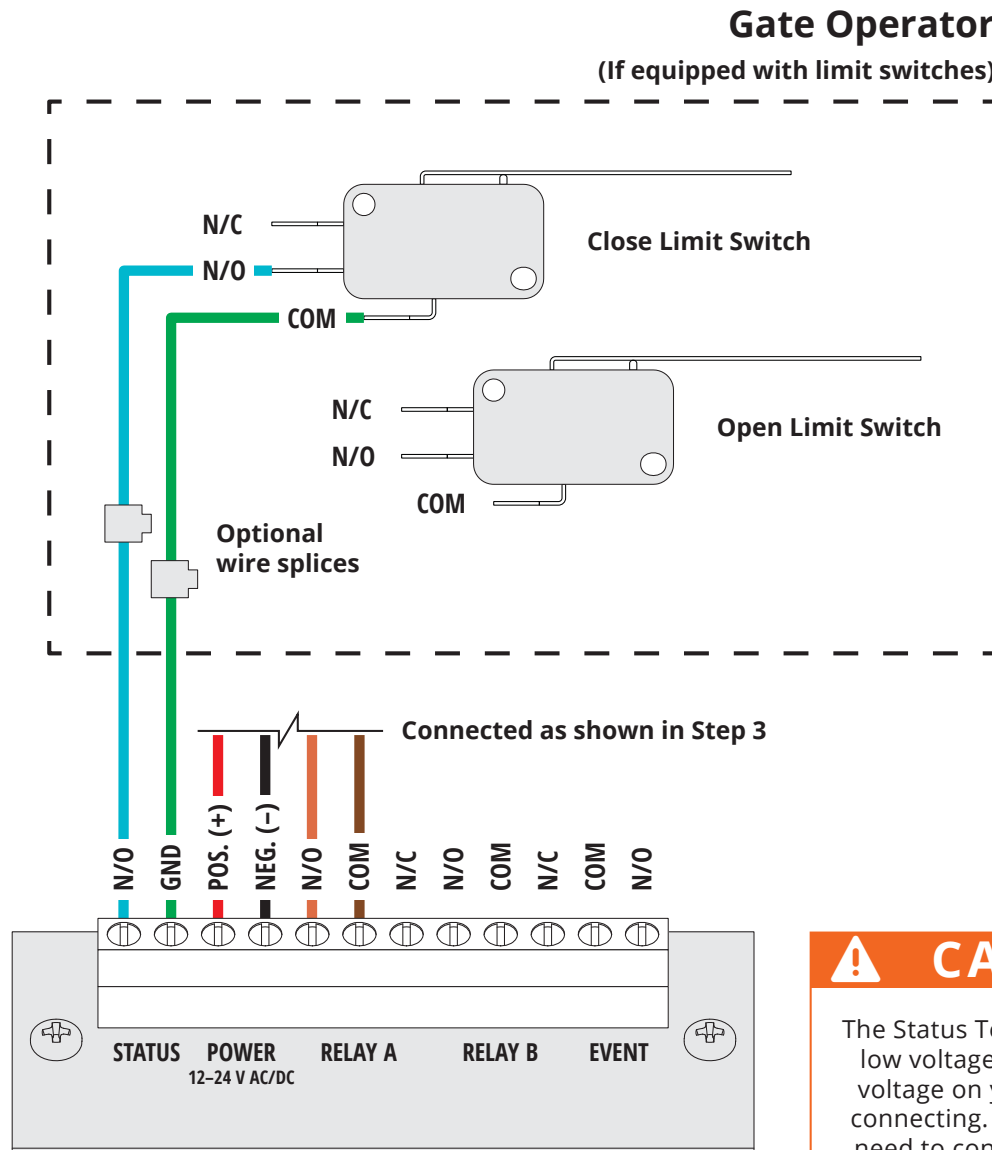 Gate Operator
(If equipped with limit switches)
N/C
N/O
COM
Close Limit Switch
N/C
N/O
COM
Open Limit Switch
Optional
wire splices
Connected as shown in Step 3
N/O
GND
POS. (+)
NEG. (–)
N/O
COM
N/C
N/O
COM
N/C
COM
N/O
STATUS
POWER
12–24 V AC/DC
RELAY A
RELAY B
EVENT
The Status
low voltage
voltage on
connecting.
need to